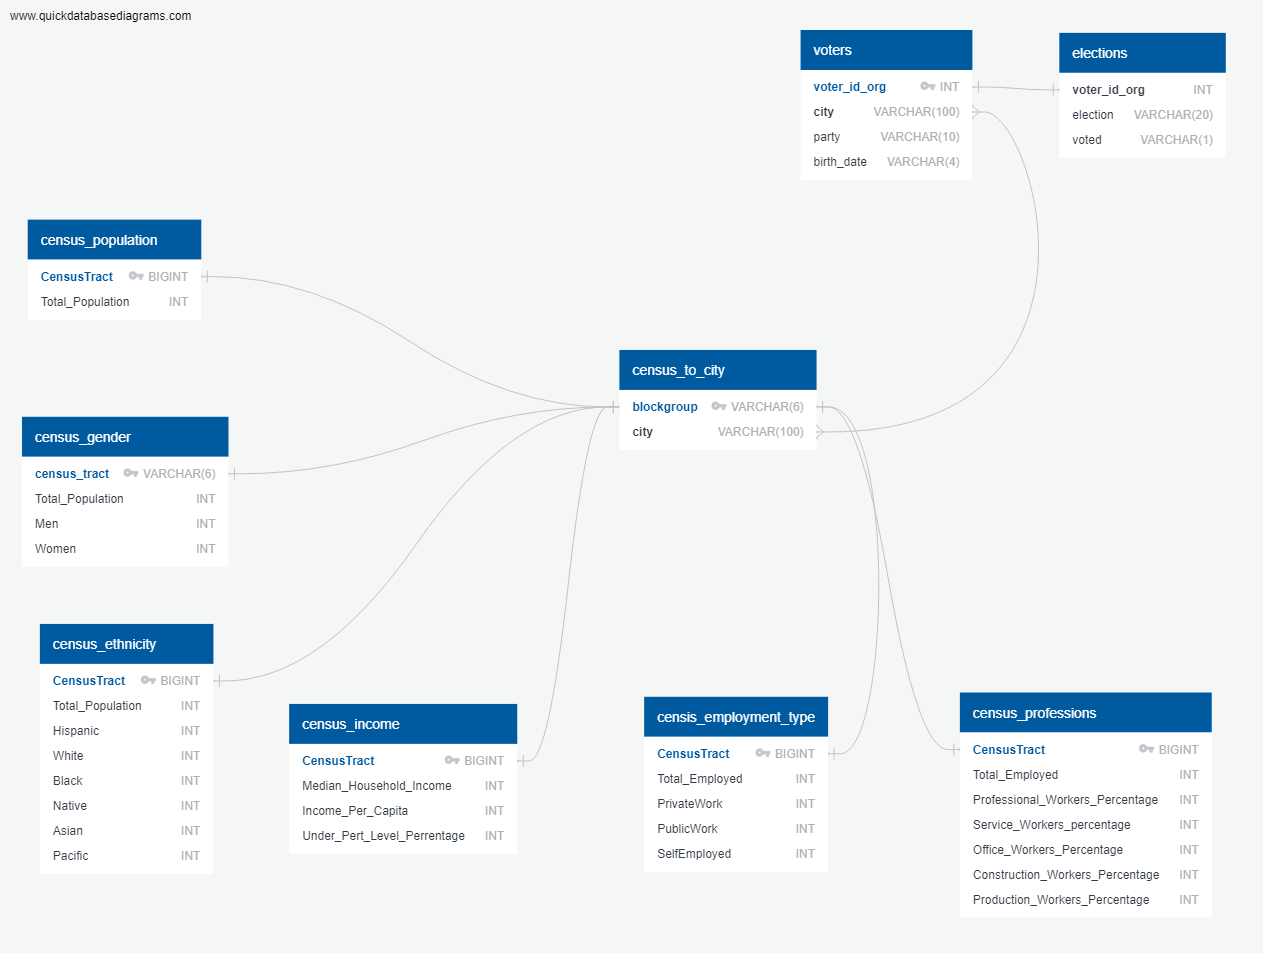 www.quickdatabasediagrams.com
voters
voter_id_org INT
city VARCHAR(100)
party VARCHAR(10)
birth_date VARCHAR(4)
elections
voter_id_org INT
election VARCHAR(20)
voted VARCHAR(1)
census_population
CensusTract BIGINT
Total_Population INT
census_to_city
blockgroup VARCHAR(6)
city VARCHAR(100)
census_gender
census_tract VARCHAR(6)
Total_Population INT
Men INT
Women INT
census_ethnicity
CensusTract BIGINT
Total_Population INT
Hispanic INT
White INT
Black INT
Native INT
Asian INT
Pacific INT
census_income
CensusTract BIGINT
Median_Household_Income INT
Income_Per_Capita INT
Under_Pert_Level_Perrentage INT
censis_employment_type
CensusTract BIGINT
Total_Employed INT
PrivateWork INT
PublicWork INT
SelfEmployed INT
census_professions
CensusTract BIGINT
Total_Employed INT
Professional_Workers_Percentage INT
Service_Workers_percentage INT
Office_Workers_Percentage INT
Construction_Workers_Percentage INT
Production_Workers_Percentage INT